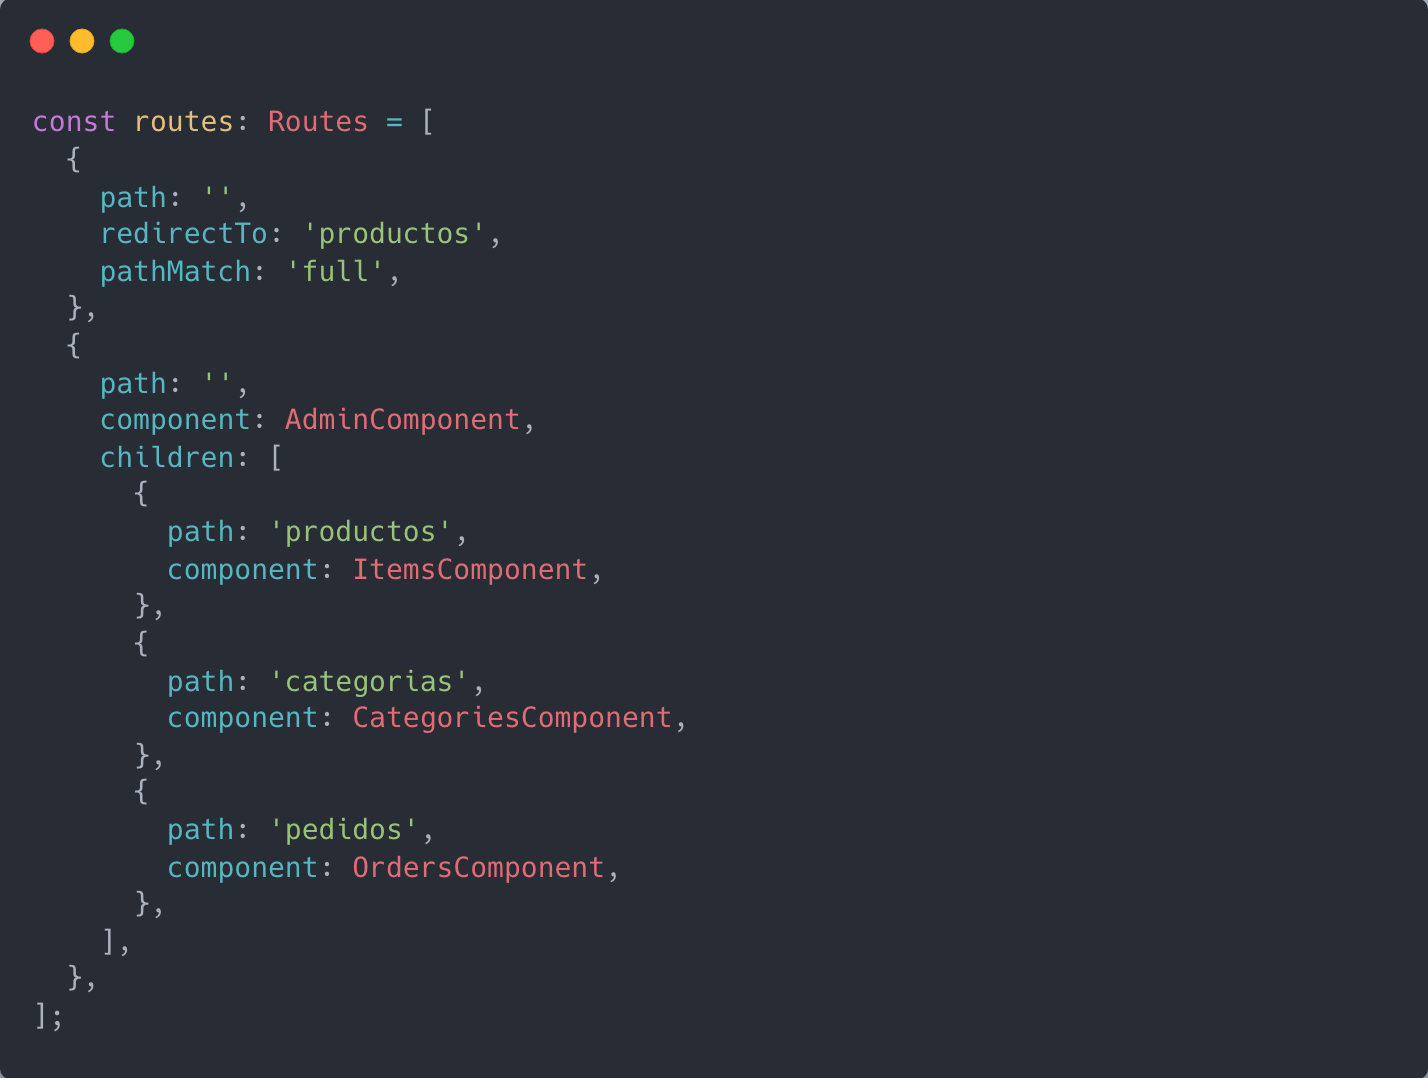 const routes: Routes = [
  {
    path: '',
    redirectTo: 'productos',
    pathMatch: 'full',
  },
  {
    path: '',
    component: AdminComponent,
    children: [
      {
        path: 'productos',
        component: ItemsComponent,
      },
      {
        path: 'categorias',
        component: CategoriesComponent,
      },
      {
        path: 'pedidos',
        component: OrdersComponent,
      },
    ],
  },
];